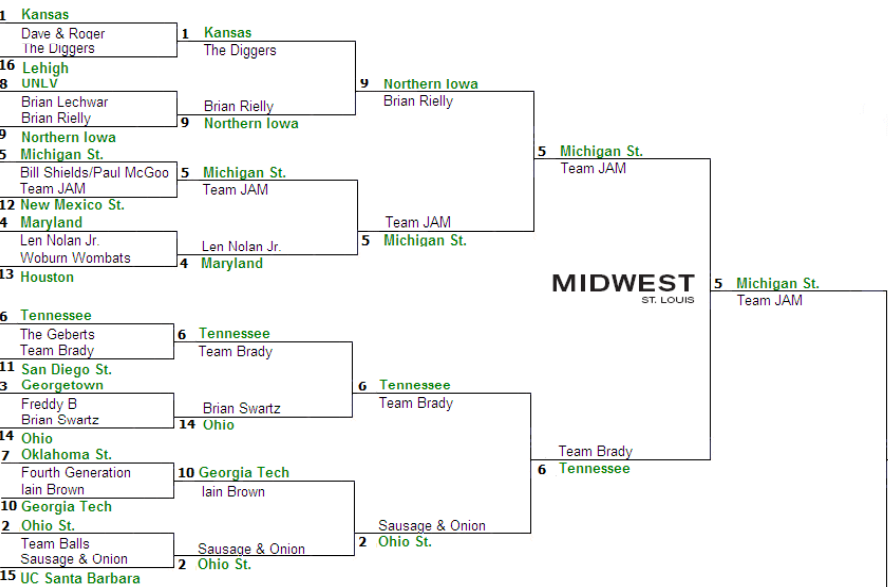 1 Kansas
Dave & Roger
The Diggers
16 Lehigh
8 UNLV
Brian Lechwar
Brian Rielly
9 Northern Iowa
5 Michigan St.
Bill Shields/Paul McGoo
Team JAM
12 New Mexico St.
4 Maryland
Len Nolan Jr.
Woburn Wombats
13 Houston
6 Tennessee
The Geberts
Team Brady
11 San Diego St.
3 Georgetown
Freddy B
Brian Swartz
14 Ohio
7 Oklahoma St.
Fourth Generation
Iain Brown
10 Georgia Tech
2 Ohio St.
Team Balls
Sausage & Onion
15 UC Santa Barbara
1 Kansas
The Diggers
Brian Rielly
9 Northern Iowa
5 Michigan St.
Team JAM
Len Nolan Jr.
4 Maryland
6 Tennessee
Team Brady
Brian Swartz
14 Ohio
10 Georgia Tech
Iain Brown
Sausage & Onion
2 Ohio St.
9 Northern Iowa
Brian Rielly
Team JAM
5 Michigan St.
6 Tennessee
Team Brady
Sausage & Onion
2 Ohio St.
5 Michigan St.
Team JAM
MIDWEST
ST. LOUIS
Team Brady
6 Tennessee
5 Michigan St.
Team JAM